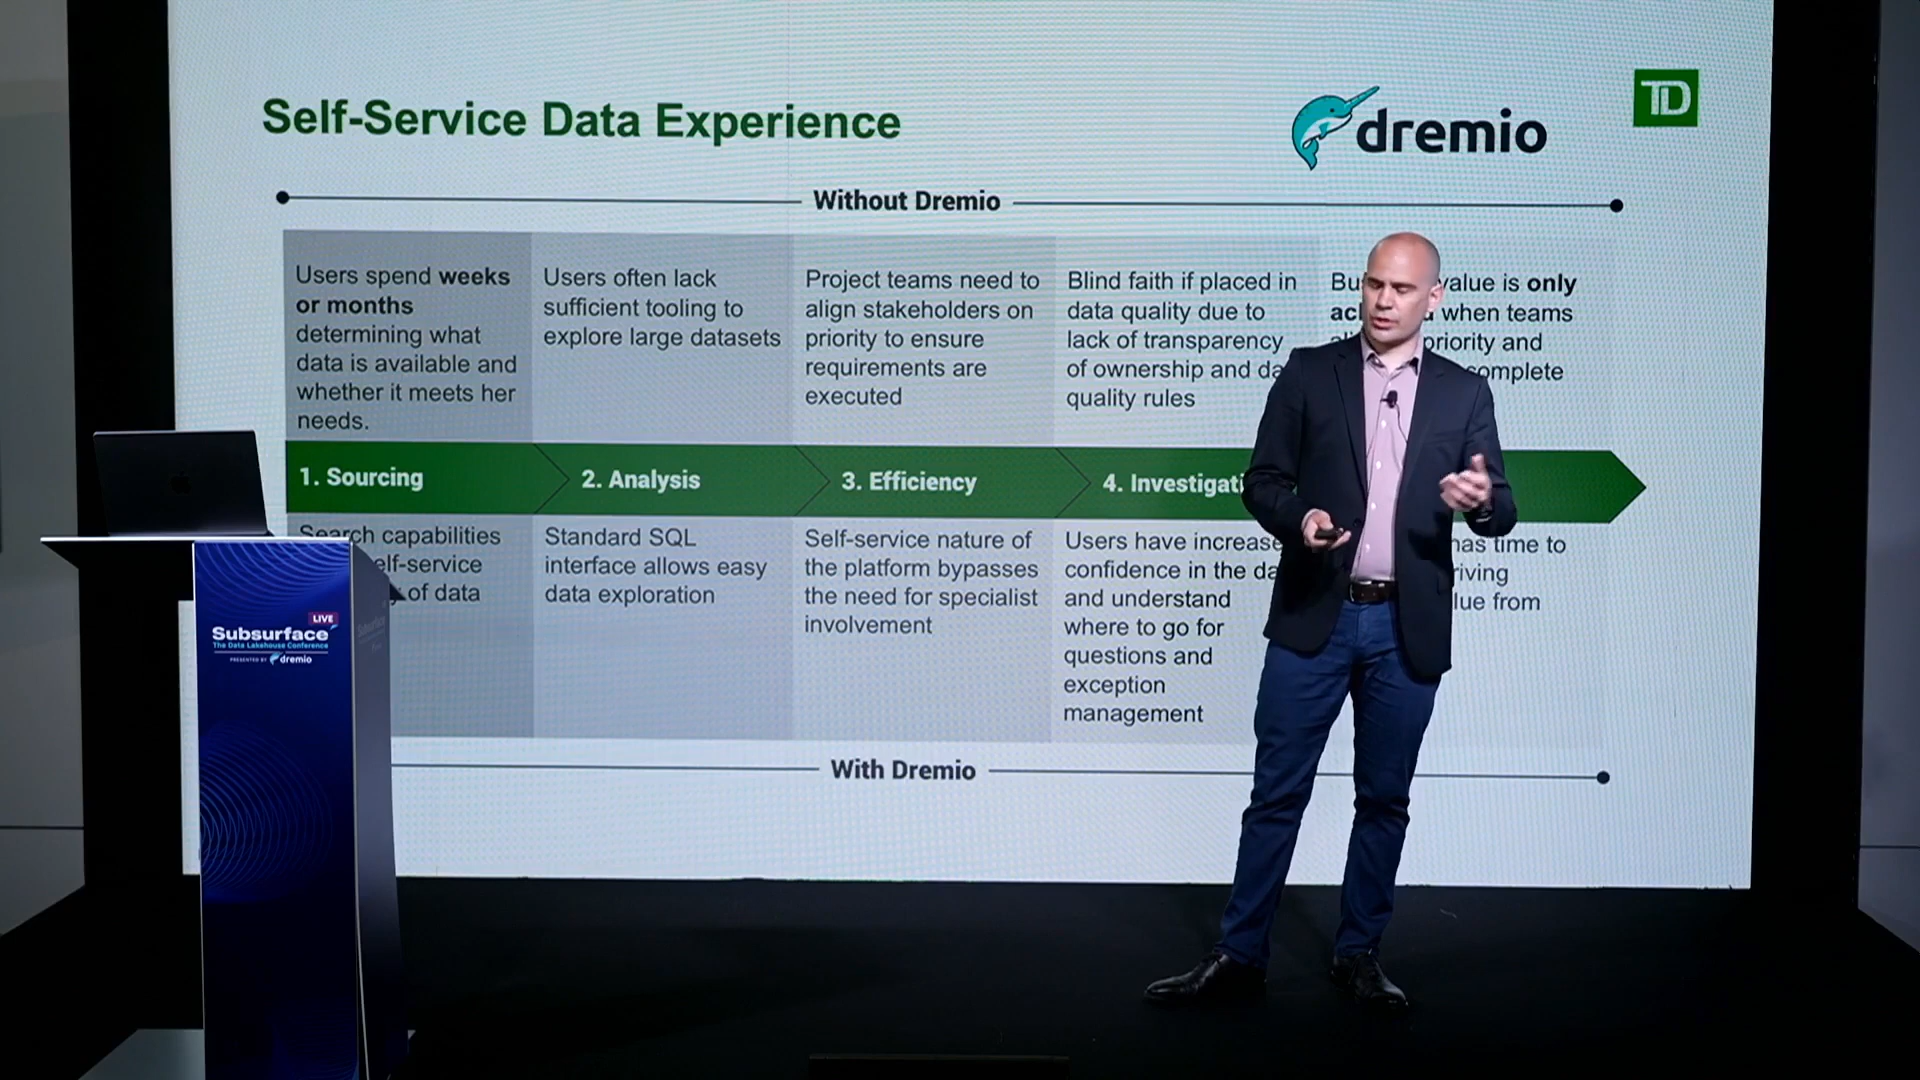 Self-Service Data Experience
dremio
TD
Without Dremio
Users spend weeks
or months
determining what
data is available and
whether it meets her
needs.
Users often lack
sufficient tooling to
explore large datasets
Project teams need to
align stakeholders on
priority to ensure
requirements are
executed
Blind faith if placed in
data quality due to
lack of transparency
of ownership and
quality rules
value is only
when teams
priority and
complete
1. Sourcing
2. Analysis
3. Efficiency
4.
Search capabilities
of data
Standard SQL
interface allows easy
data exploration
Self-service nature of
the platform bypasses
the need for specialist
involvement
Users have
confidence in the
and understand
where to go for
questions and
exception
management
has time to
from
With Dremio
LIVE
Subsurface
The Data Lakehouse Conference
PRESENTED BY dremio